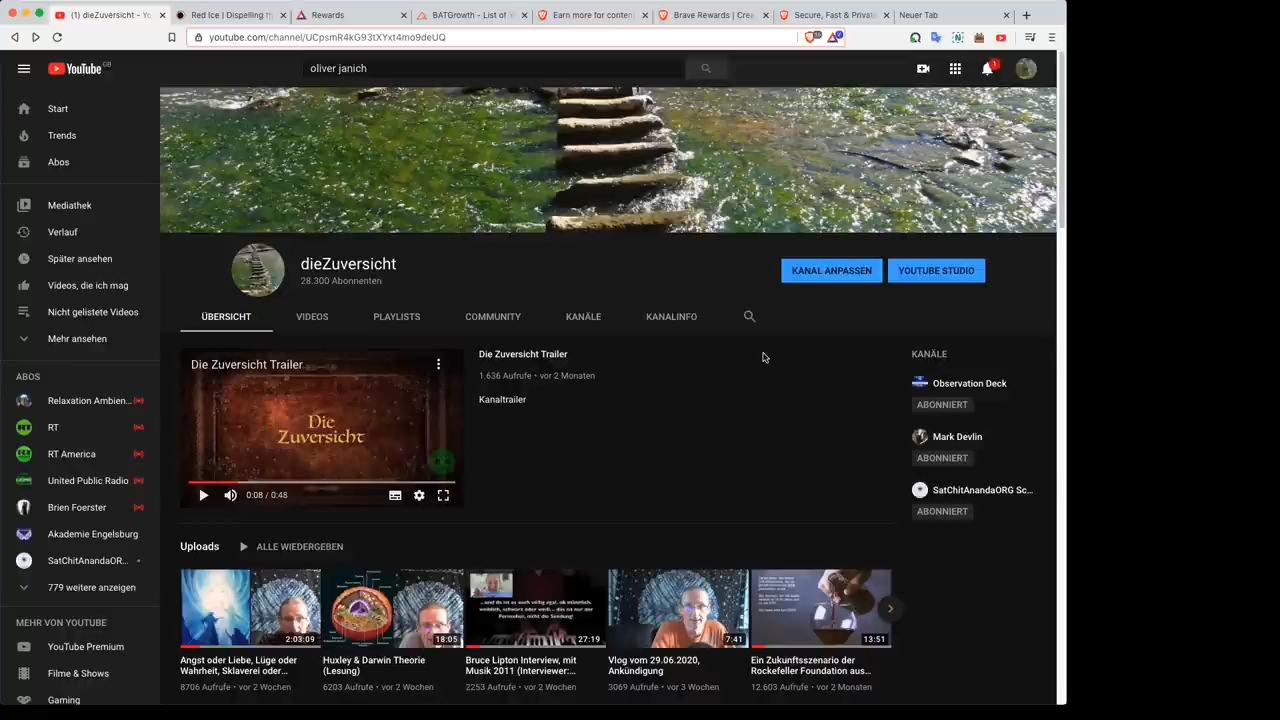 (1) dieZuversicht - Yo
Red Ice | Dispelling th
Rewards
BATGrowth - List of Y
Earn more for content
Brave Rewards | Crea
Secure, Fast & Private
Neuer Tab
youtube.com/channel/UCpsmR4kG93tXYxt4mo9deUQ
YouTube GB
oliver janich
1
Start
Trends
Abos
Mediathek
Verlauf
Später ansehen
Videos, die ich mag
Nicht gelistete Videos
Mehr ansehen
ABOS
Relaxation Ambien...
RT
RT America
United Public Radio
Brien Foerster
Akademie Engelsburg
SatChitAnandaOR...
779 weitere anzeigen
MEHR VON YOUTUBE
YouTube Premium
Filme & Shows
Gaming
dieZuversicht
28.300 Abonnenten
KANAL ANPASSEN
YOUTUBE STUDIO
ÜBERSICHT
VIDEOS
PLAYLISTS
COMMUNITY
KANÄLE
KANALINFO
Die Zuversicht Trailer
Die
Zuversicht
0:08 / 0:48
Die Zuversicht Trailer
1.636 Aufrufe • vor 2 Monaten
Kanaltrailer
KANÄLE
Observation Deck
ABONNIERT
Mark Devlin
ABONNIERT
SatChitAnandaORG Sc...
ABONNIERT
Uploads
ALLE WIEDERGEBEN
2:03:09
Angst oder Liebe, Lüge oder
Wahrheit, Sklaverei oder...
8706 Aufrufe • vor 2 Wochen
18:05
Huxley & Darwin Theorie
(Lesung)
6203 Aufrufe • vor 2 Wochen
27:19
Bruce Lipton Interview, mit
Musik 2011 (Interviewer:...
2253 Aufrufe • vor 2 Wochen
7:41
Vlog vom 29.06.2020,
Ankündigung
3069 Aufrufe • vor 3 Wochen
13:51
Ein Zukunftsszenario der
Rockefeller Foundation aus...
12.603 Aufrufe • vor 2 Monaten